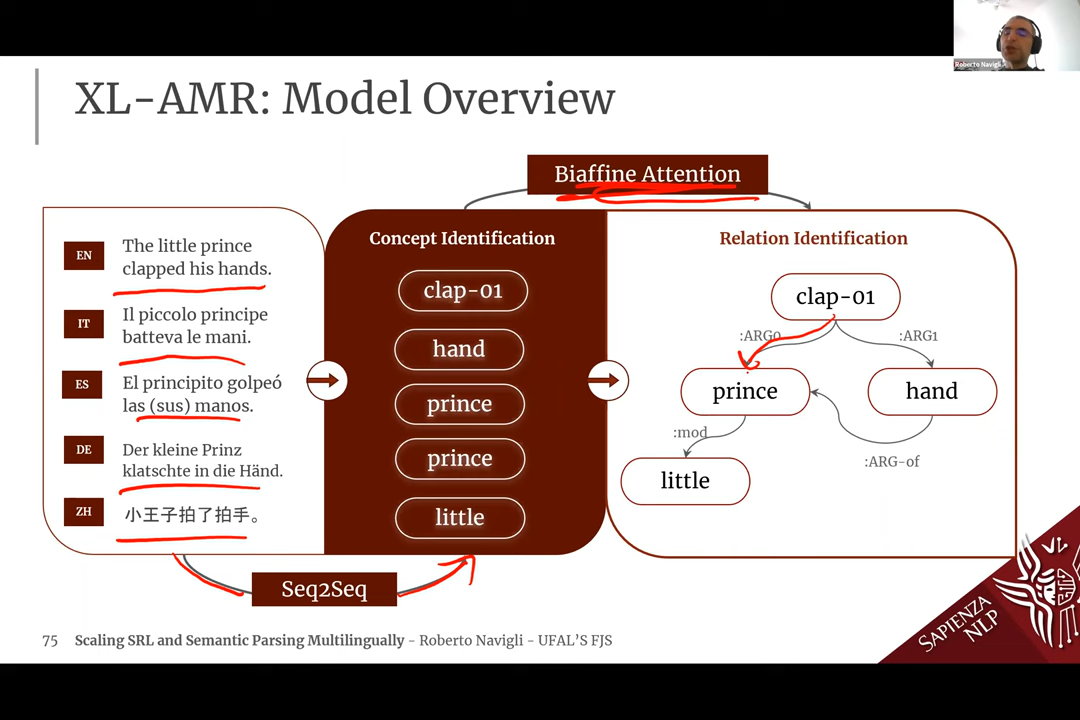 Roberto Navigli
XL-AMR: Model Overview
Biaffine Attention
EN
The little prince
clapped his hands.
IT
Il piccolo principe
batteva le mani.
ES
El principito golpeó
las (sus) manos.
DE
Der kleine Prinz
klatschte in die Händ.
ZH
小王子拍了拍手。
Seq2Seq
Concept Identification
clap-01
hand
prince
prince
little
Relation Identification
clap-01
:ARG0
:ARG1
prince
hand
:mod
:ARG-of
little
75 Scaling SRL and Semantic Parsing Multilingually - Roberto Navigli - UFAL'S FJS
SAPIENZA
NLP